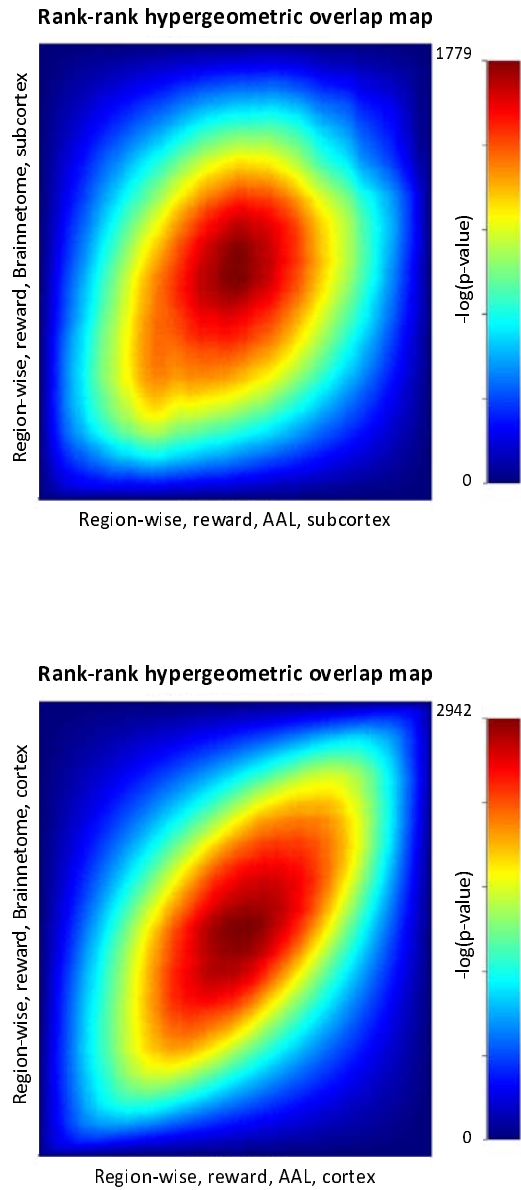 Rank-rank hypergeometric overlap map
1779
Region-wise, reward, Brainnetome, subcortex
-log(p-value)
0
Region-wise, reward, AAL, subcortex
Rank-rank hypergeometric overlap map
2942
Region-wise, reward, Brainnetome, cortex
-log(p-value)
0
Region-wise, reward, AAL, cortex